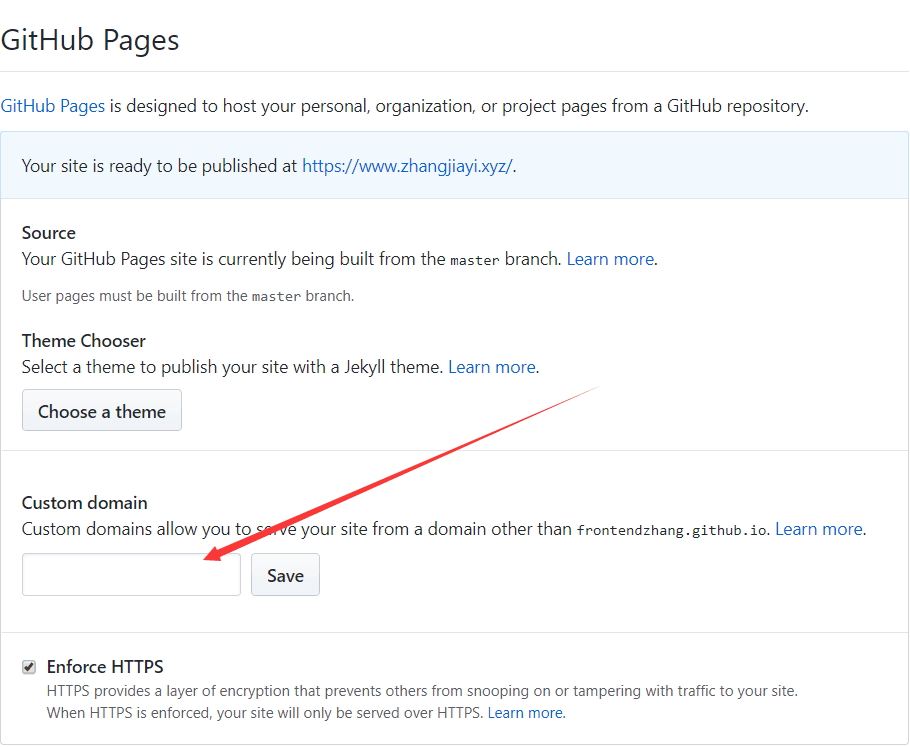 GitHub Pages
GitHub Pages is designed to host your personal, organization, or project pages from a GitHub repository.
Your site is ready to be published at https://www.zhangjiayi.xyz/.
Source
Your GitHub Pages site is currently being built from the master branch. Learn more.
User pages must be built from the master branch.
Theme Chooser
Select a theme to publish your site with a Jekyll theme. Learn more.
Choose a theme
Custom domain
Custom domains allow you to serve your site from a domain other than frontendzhang.github.io. Learn more.
Save
Enforce HTTPS
HTTPS provides a layer of encryption that prevents others from snooping on or tampering with traffic to your site.
When HTTPS is enforced, your site will only be served over HTTPS. Learn more.